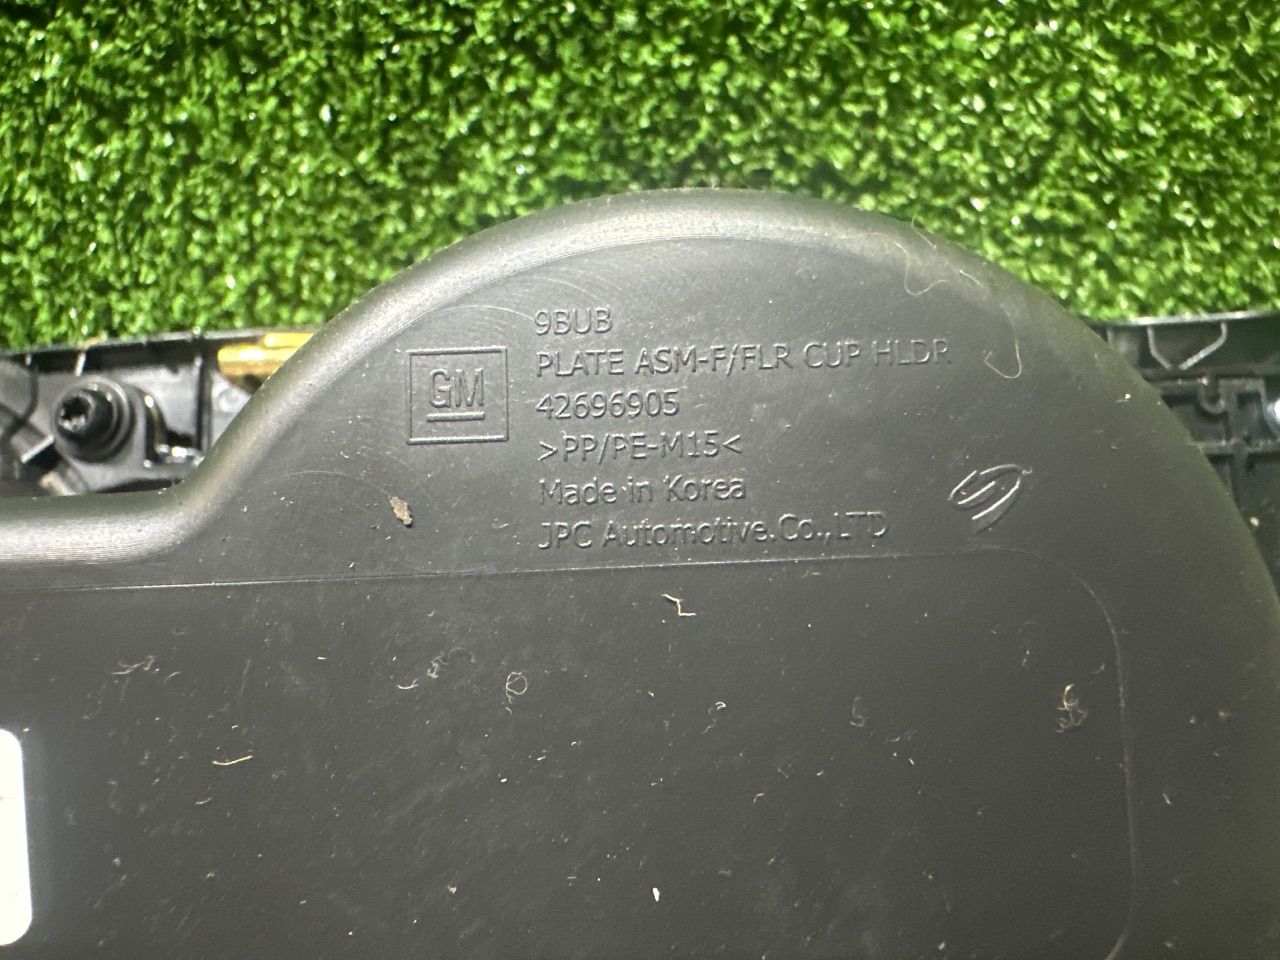 9BUB
GM
PLATE ASM-F/FLR CUP HLDR
42696905
>PP/PE-M15<
Made in Korea
JPC Automotive.Co.,LTD